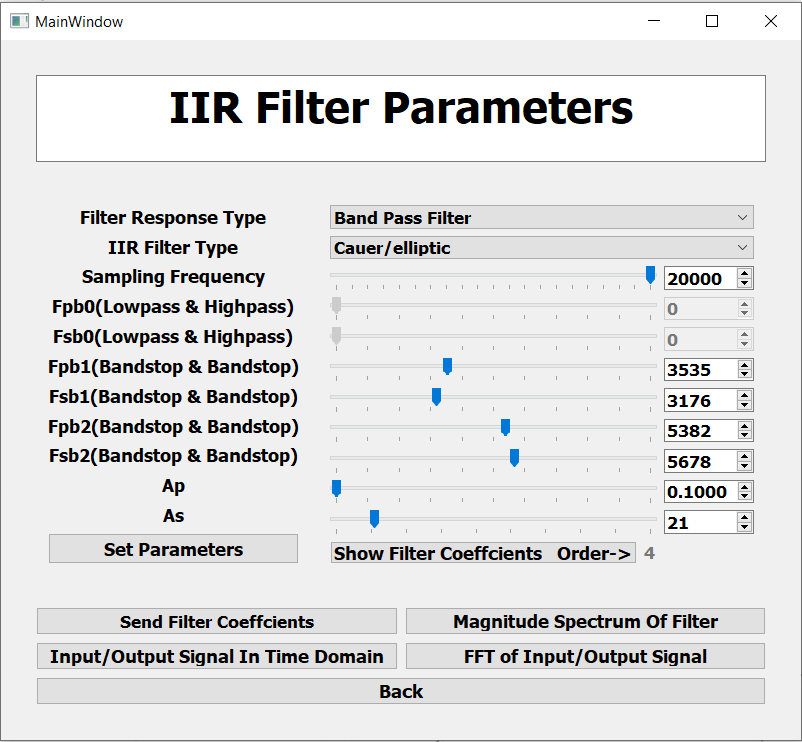 MainWindow
IIR Filter Parameters
Filter Response Type Band Pass Filter
IIR Filter Type Cauer/elliptic
Sampling Frequency 20000
Fpb0(Lowpass & Highpass) 0
Fsb0(Lowpass & Highpass) 0
Fpb1(Bandstop & Bandstop) 3535
Fsb1(Bandstop & Bandstop) 3176
Fpb2(Bandstop & Bandstop) 5382
Fsb2(Bandstop & Bandstop) 5678
Ap 0.1000
As 21
Set Parameters Show Filter Coeffcients Order-> 4
Send Filter Coeffcients Magnitude Spectrum Of Filter
Input/Output Signal In Time Domain FFT of Input/Output Signal
Back